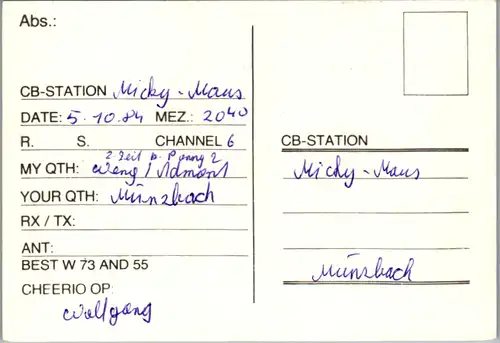 Abs.:
CB-STATION Micky-Maus
DATE: 5.10.84 MEZ.: 2040
R. S. CHANNEL 6
2. Zeit b. Ponny 2
MY QTH: Weng / Admont
YOUR QTH: Münzbach
RX / TX:
ANT:
BEST W 73 AND 55
CHEERIO OP:
Wolfgang
CB-STATION
Micky-Maus
Münzbach